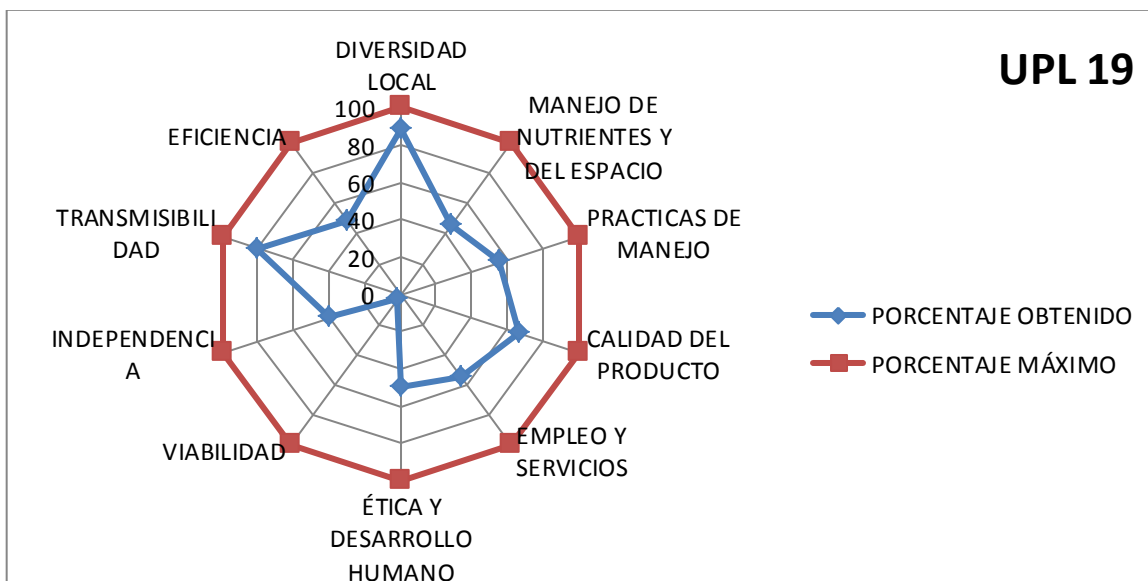 UPL 19
DIVERSIDAD
LOCAL
MANEJO DE
NUTRIENTES Y
DEL ESPACIO
PRACTICAS DE
MANEJO
CALIDAD DEL
PRODUCTO
EMPLEO Y
SERVICIOS
ÉTICA Y
DESARROLLO
HUMANO
VIABILIDAD
INDEPENDENCI
A
TRANSMISIBILI
DAD
EFICIENCIA
100
80
60
40
20
0
PORCENTAJE OBTENIDO
PORCENTAJE MÁXIMO